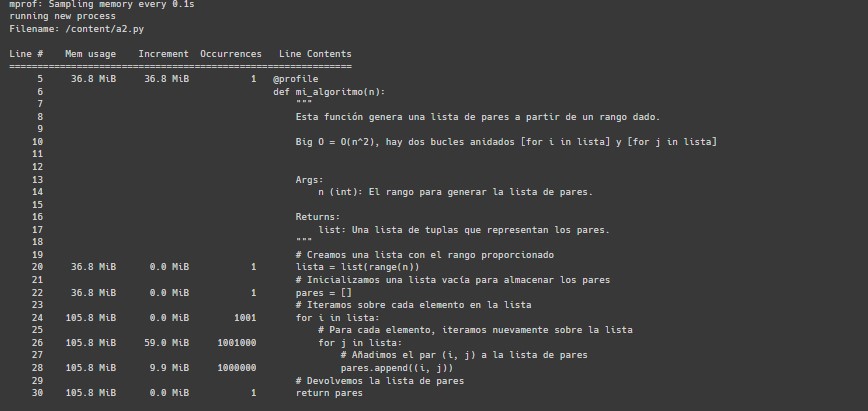 mprof: Sampling memory every 0.1s
running new process
Filename: /content/a2.py
Line #    Mem usage    Increment  Occurrences   Line Contents
=============================================================
     5     36.8 MiB     36.8 MiB           1   @profile
     6                                         def mi_algoritmo(n):
     7                                             """
     8                                             Esta función genera una lista de pares a partir de un rango dado.
     9
    10                                             Big O = O(n^2), hay dos bucles anidados [for i in lista] y [for j in lista]
    11
    12
    13                                             Args:
    14                                                 n (int): El rango para generar la lista de pares.
    15
    16                                             Returns:
    17                                                 list: Una lista de tuplas que representan los pares.
    18                                             """
    19                                             # Creamos una lista con el rango proporcionado
    20     36.8 MiB      0.0 MiB           1       lista = list(range(n))
    21                                             # Inicializamos una lista vacía para almacenar los pares
    22     36.8 MiB      0.0 MiB           1       pares = []
    23                                             # Iteramos sobre cada elemento en la lista
    24    105.8 MiB      0.0 MiB        1001       for i in lista:
    25                                                 # Para cada elemento, iteramos nuevamente sobre la lista
    26    105.8 MiB     59.0 MiB     1001000           for j in lista:
    27                                                     # Añadimos el par (i, j) a la lista de pares
    28    105.8 MiB      9.9 MiB     1000000               pares.append((i, j))
    29                                             # Devolvemos la lista de pares
    30    105.8 MiB      0.0 MiB           1       return pares